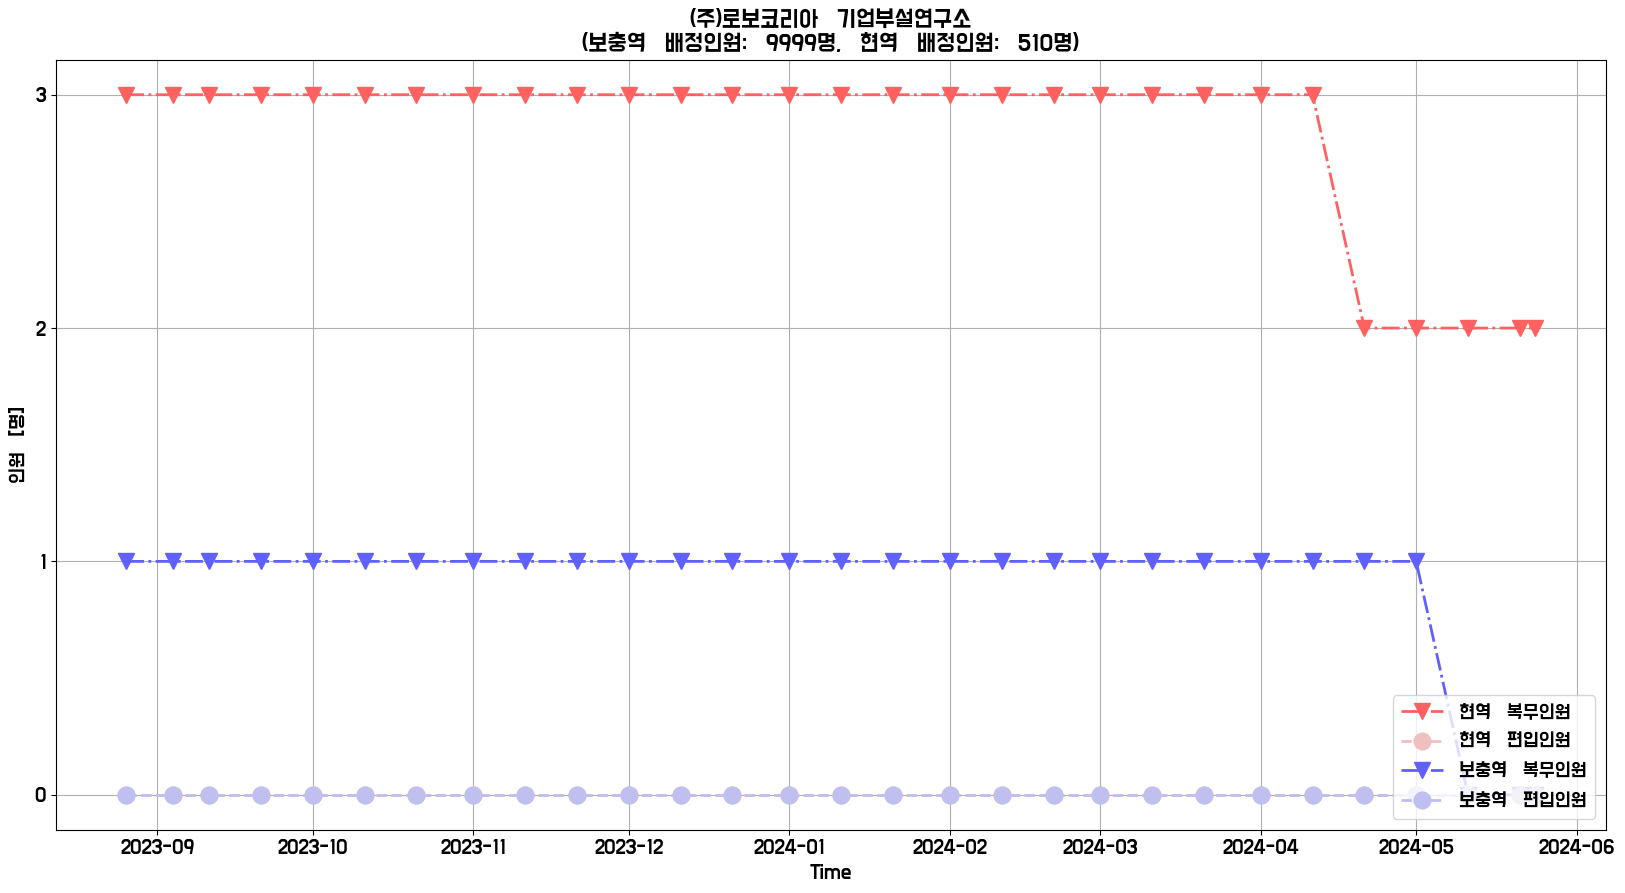 (주)로보코리아 기업부설연구소
(보충역 배정인원: 9999명, 현역 배정인원: 510명)
3
2
1
0
인원 [명]
2023-09 2023-10 2023-11 2023-12 2024-01 2024-02 2024-03 2024-04 2024-05 2024-06
Time
현역 복무인원
현역 편입인원
보충역 복무인원
보충역 편입인원